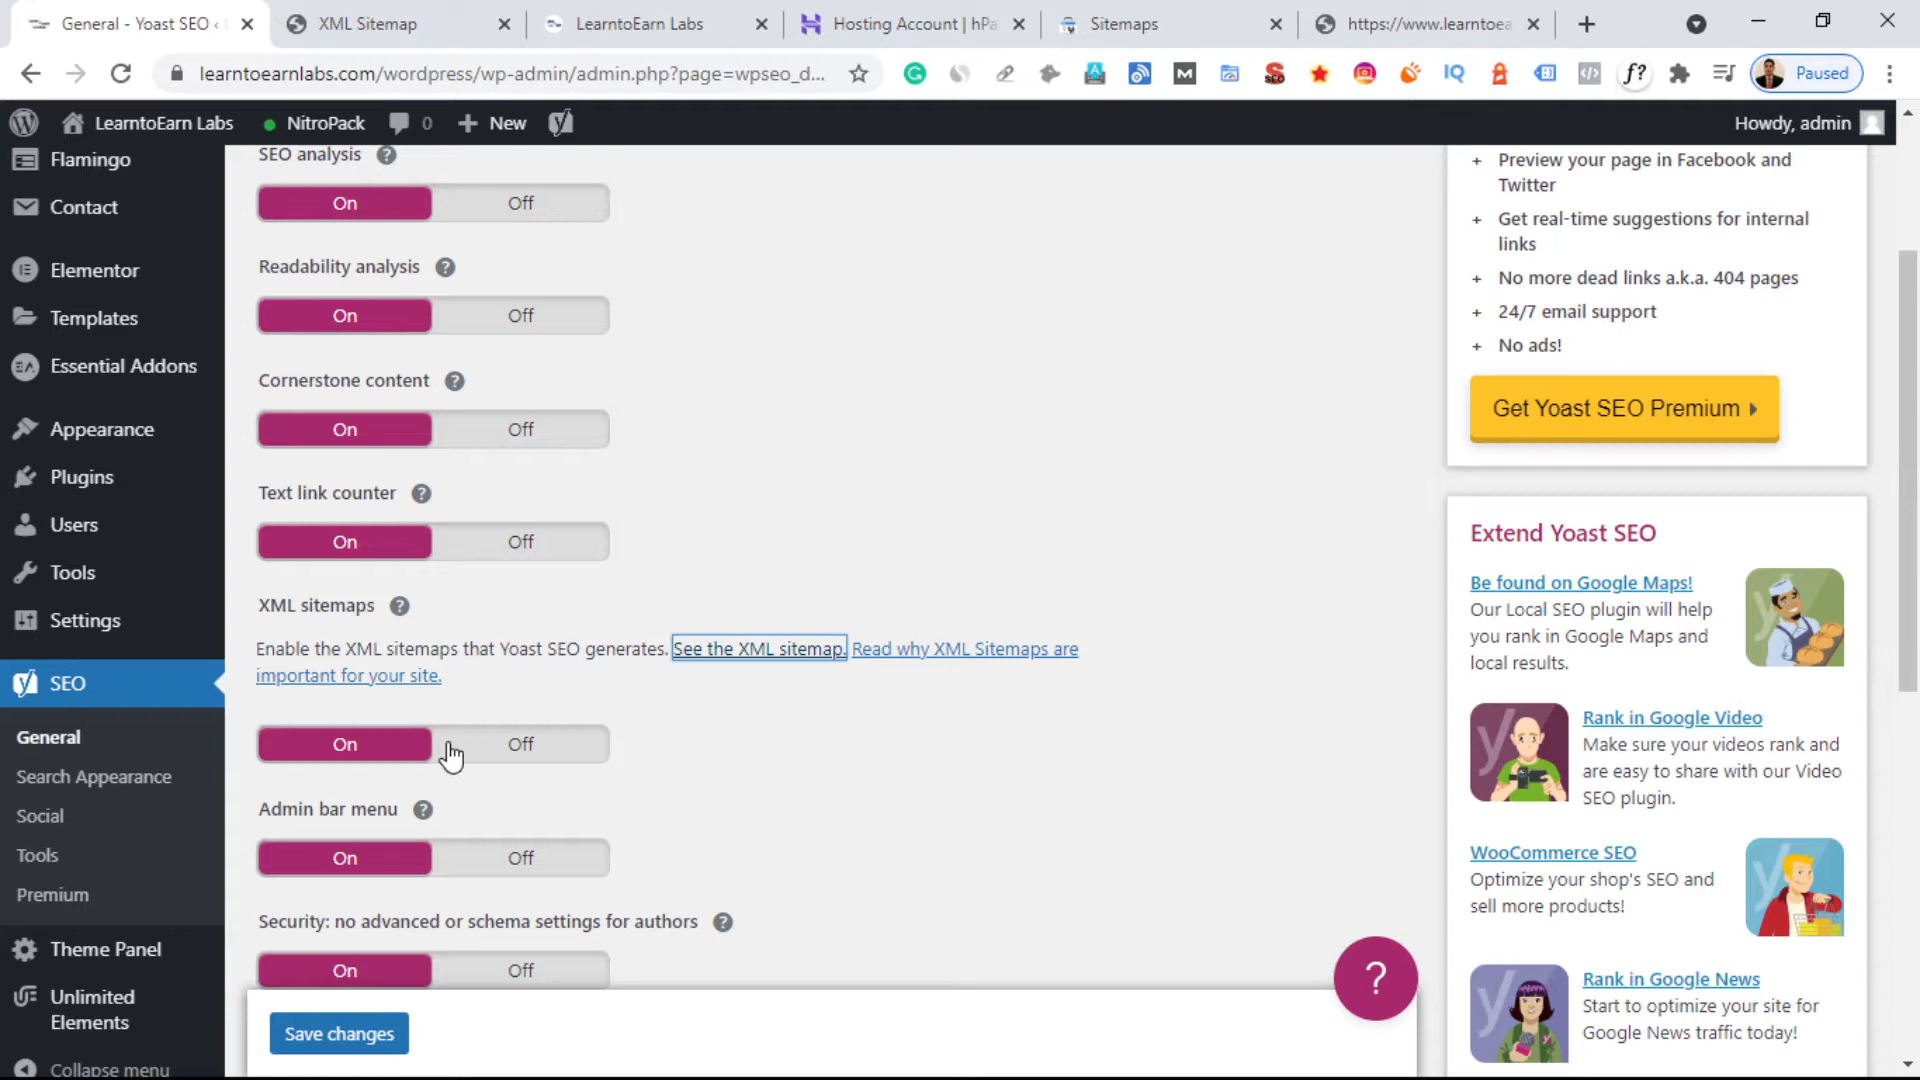 General - Yoast SEO ‹
XML Sitemap
LearntoEarn Labs
Hosting Account | hPa
Sitemaps
https://www.learntoea
learntoearnlabs.com/wordpress/wp-admin/admin.php?page=wpseo_d...
Paused
LearntoEarn Labs
NitroPack
0
New
Howdy, admin
Flamingo
Contact
Elementor
Templates
Essential Addons
Appearance
Plugins
Users
Tools
Settings
SEO
General
Search Appearance
Social
Tools
Premium
Theme Panel
Unlimited
Elements
Collapse menu
SEO analysis ?
On Off
Readability analysis ?
On Off
Cornerstone content ?
On Off
Text link counter ?
On Off
XML sitemaps ?
Enable the XML sitemaps that Yoast SEO generates. See the XML sitemap. Read why XML Sitemaps are
important for your site.
On Off
Admin bar menu ?
On Off
Security: no advanced or schema settings for authors ?
On Off
Save changes
?
+ Preview your page in Facebook and
Twitter
+ Get real-time suggestions for internal
links
+ No more dead links a.k.a. 404 pages
+ 24/7 email support
+ No ads!
Get Yoast SEO Premium
Extend Yoast SEO
Be found on Google Maps!
Our Local SEO plugin will help
you rank in Google Maps and
local results.
Rank in Google Video
Make sure your videos rank and
are easy to share with our Video
SEO plugin.
WooCommerce SEO
Optimize your shop's SEO and
sell more products!
Rank in Google News
Start to optimize your site for
Google News traffic today!